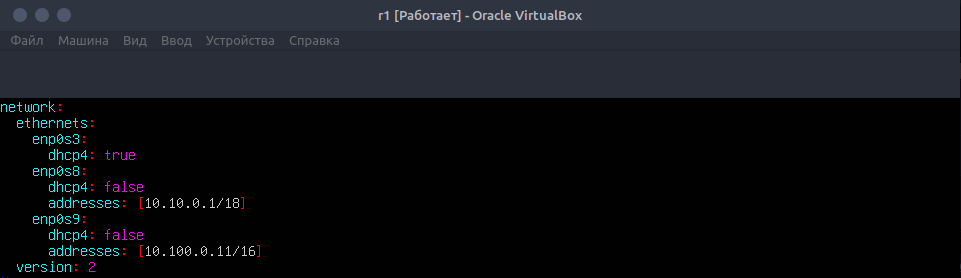 r1 [Работает] - Oracle VirtualBox
Файл Машина Вид Ввод Устройства Справка
network:
  ethernets:
    enp0s3:
      dhcp4: true
    enp0s8:
      dhcp4: false
      addresses: [10.10.0.1/18]
    enp0s9:
      dhcp4: false
      addresses: [10.100.0.11/16]
  version: 2